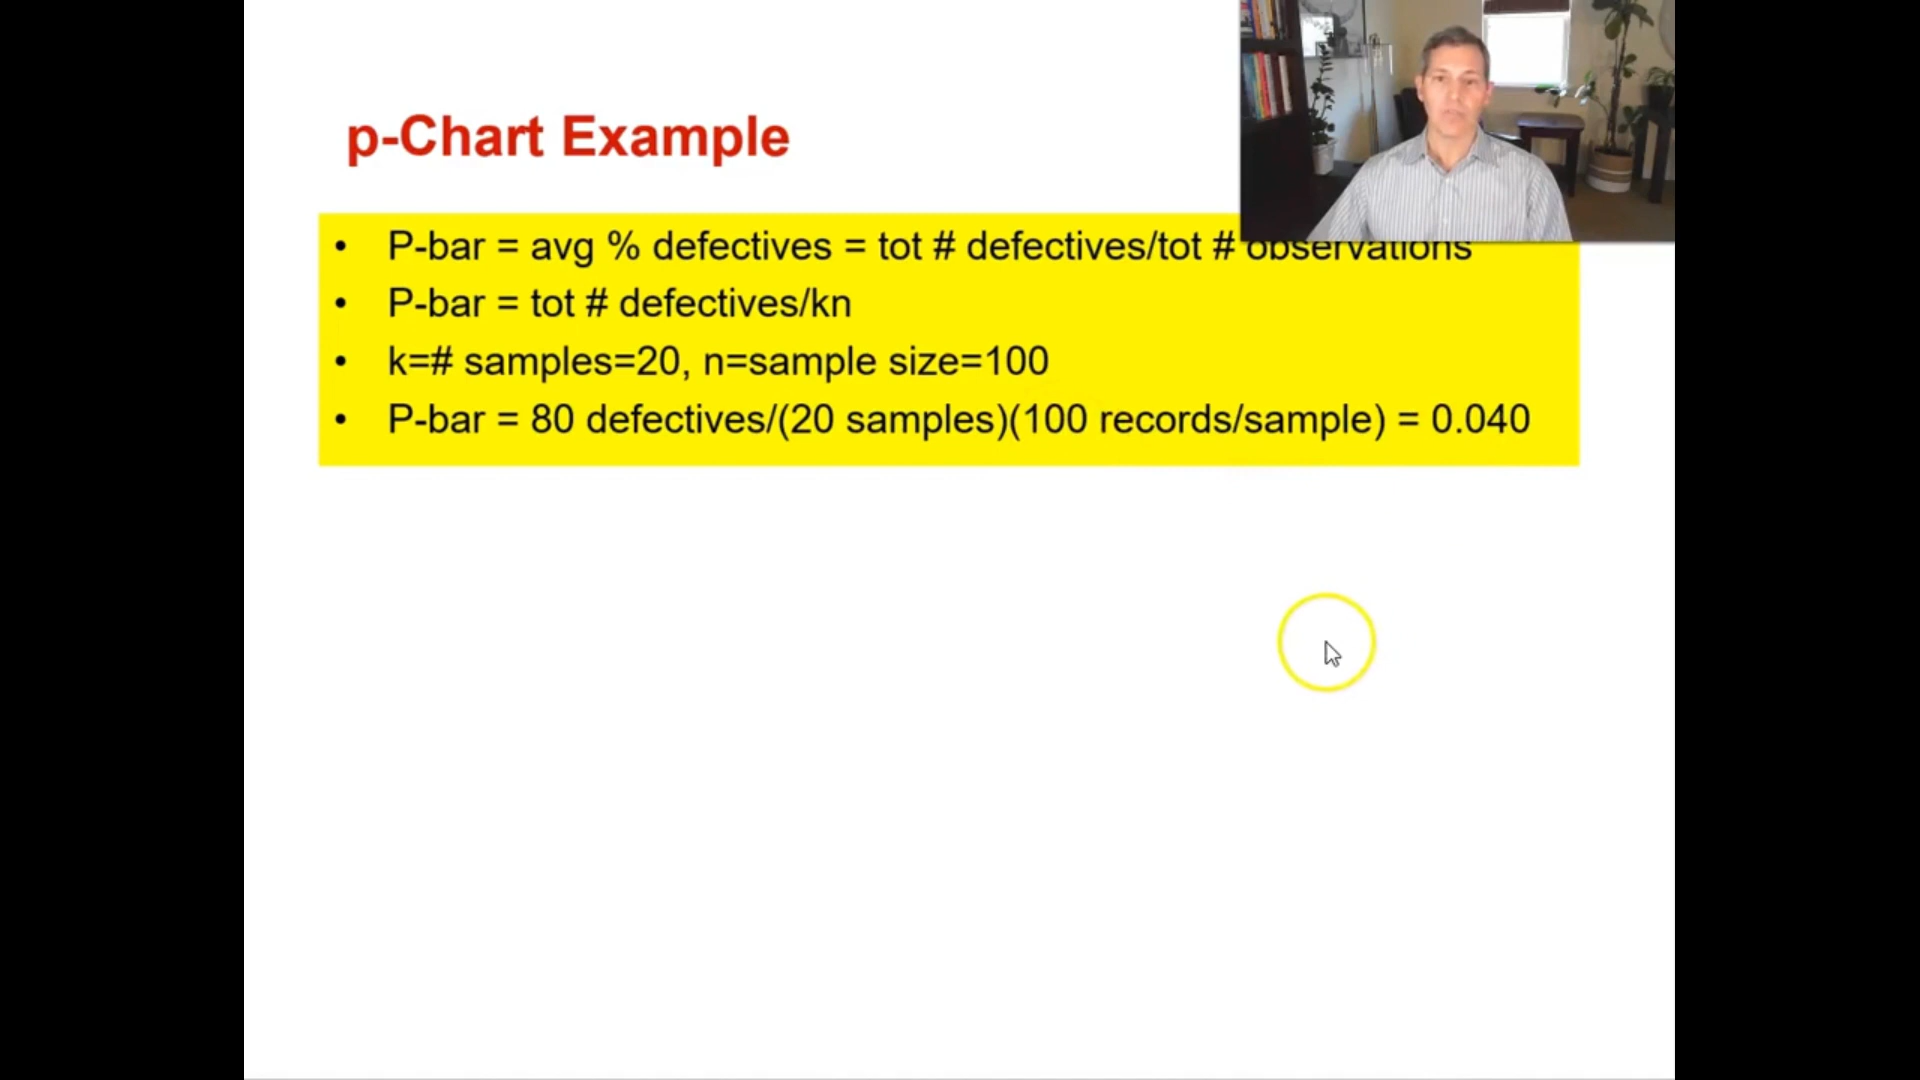 p-Chart Example
• P-bar = avg % defectives = tot # defectives/tot # observations
• P-bar = tot # defectives/kn
• k=# samples=20, n=sample size=100
• P-bar = 80 defectives/(20 samples)(100 records/sample) = 0.040